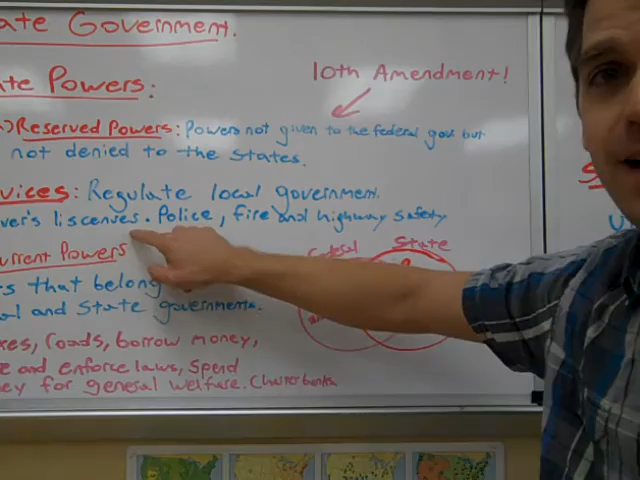 ate Government.
ate Powers:
10th Amendment!
) Reserved Powers: Powers not given to the federal gov but
not denied to the States.
vices: Regulate local government.
ver's liscenses. Police, fire and highway safety
current Powers
State
s that belong
al and State governments.
xes, roads, borrow money,
e and enforce laws, Spend
ney for general welfare. Charter banks